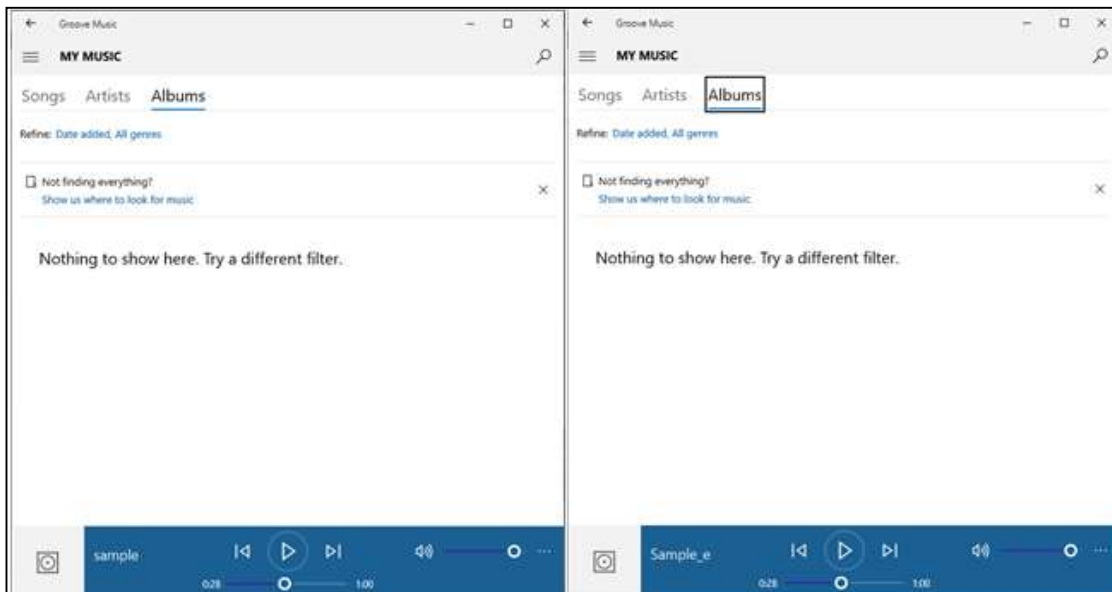 Groove Music
MY MUSIC
Songs Artists Albums
Refine: Date added, All genres
Not finding everything?
Show us where to look for music
Nothing to show here. Try a different filter.
sample
0:28 1:00
Groove Music
MY MUSIC
Songs Artists Albums
Refine: Date added, All genres
Not finding everything?
Show us where to look for music
Nothing to show here. Try a different filter.
Sample_e
0:28 1:00